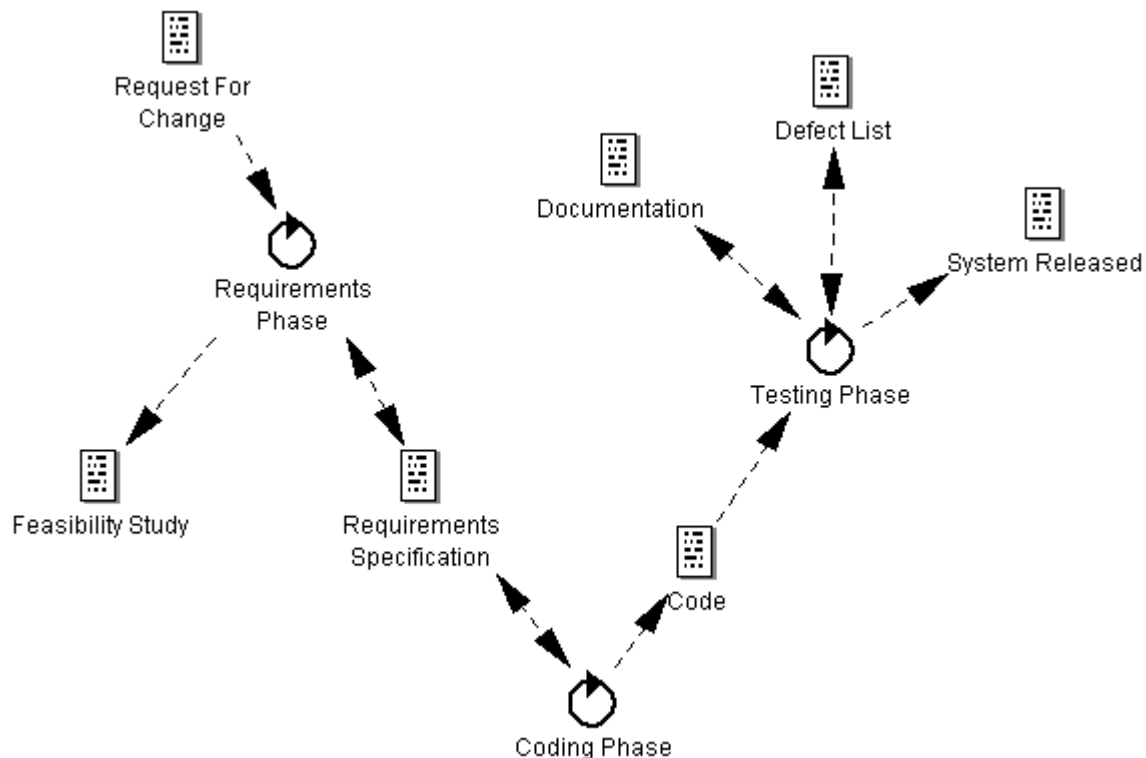 Request For
Change
Defect List
Documentation
System Released
Requirements
Phase
Testing Phase
Feasibility Study
Requirements
Specification
Code
Coding Phase